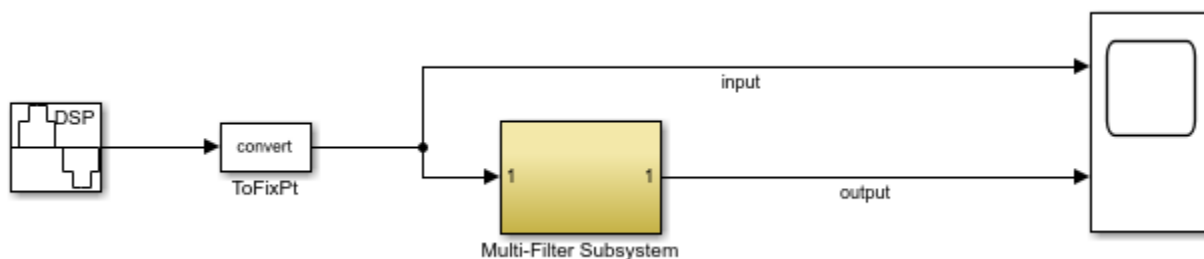 input
DSP
convert
ToFixPt
1 1
output
Multi-Filter Subsystem